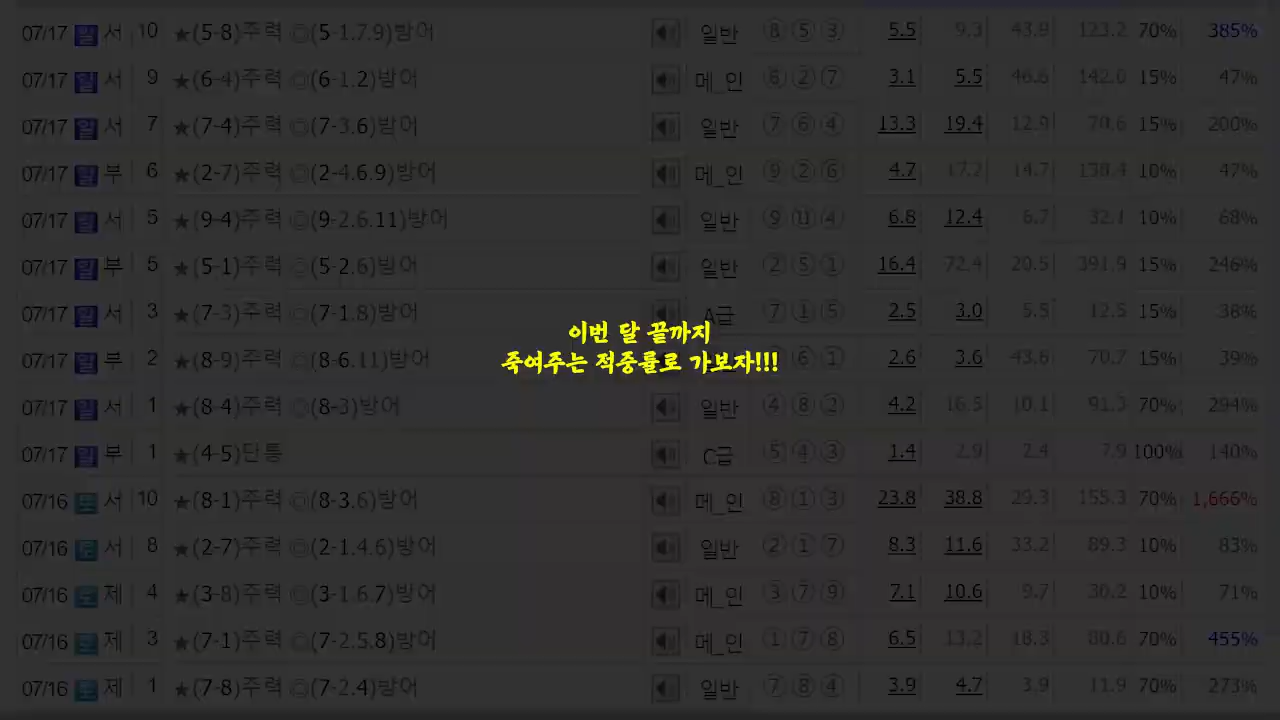 07/17 일 서 10 ★(5-8)주력 ◎(5-1.7.9)방어 일반 ⑧⑤③ 5.5 9.3 43.9 123.2 70% 385%
07/17 일 서 9 ★(6-4)주력 ◎(6-1.2)방어 메_인 ⑥②⑦ 3.1 5.5 46.6 142.0 15% 47%
07/17 일 서 7 ★(7-4)주력 ◎(7-3.6)방어 일반 ⑦⑥④ 13.3 19.4 12.9 70.6 15% 200%
07/17 일 부 6 ★(2-7)주력 ◎(2-4.6.9)방어 메_인 ⑨②⑥ 4.7 17.2 14.7 138.4 10% 47%
07/17 일 서 5 ★(9-4)주력 ◎(9-2.6.11)방어 일반 ⑨⑪④ 6.8 12.4 6.7 32.1 10% 68%
07/17 일 부 5 ★(5-1)주력 ◎(5-2.6)방어 일반 ②⑤① 16.4 72.4 20.5 391.9 15% 246%
07/17 일 서 3 ★(7-3)주력 ◎(7-1.8)방어 A급 ⑦①⑤ 2.5 3.0 5.5 12.5 15% 38%
이번 달 끝까지
죽여주는 적중률로 가보자!!!
07/17 일 부 2 ★(8-9)주력 ◎(8-6.11)방어 ⑥① 2.6 3.6 43.6 70.7 15% 39%
07/17 일 서 1 ★(8-4)주력 ◎(8-3)방어 일반 ④⑧② 4.2 16.5 10.1 91.3 70% 294%
07/17 일 부 1 ★(4-5)단통 C급 ⑤④③ 1.4 2.9 2.4 7.9 100% 140%
07/16 토 서 10 ★(8-1)주력 ◎(8-3.6)방어 메_인 ⑧①③ 23.8 38.8 29.3 155.3 70% 1,666%
07/16 토 서 8 ★(2-7)주력 ◎(2-1.4.6)방어 일반 ②①⑦ 8.3 11.6 33.2 89.3 10% 83%
07/16 토 제 4 ★(3-8)주력 ◎(3-1.6.7)방어 메_인 ③⑦⑨ 7.1 10.6 9.7 30.2 10% 71%
07/16 토 제 3 ★(7-1)주력 ◎(7-2.5.8)방어 메_인 ①⑦⑧ 6.5 13.2 18.3 80.6 70% 455%
07/16 토 제 1 ★(7-8)주력 ◎(7-2.4)방어 일반 ⑦⑧④ 3.9 4.7 3.9 11.9 70% 273%